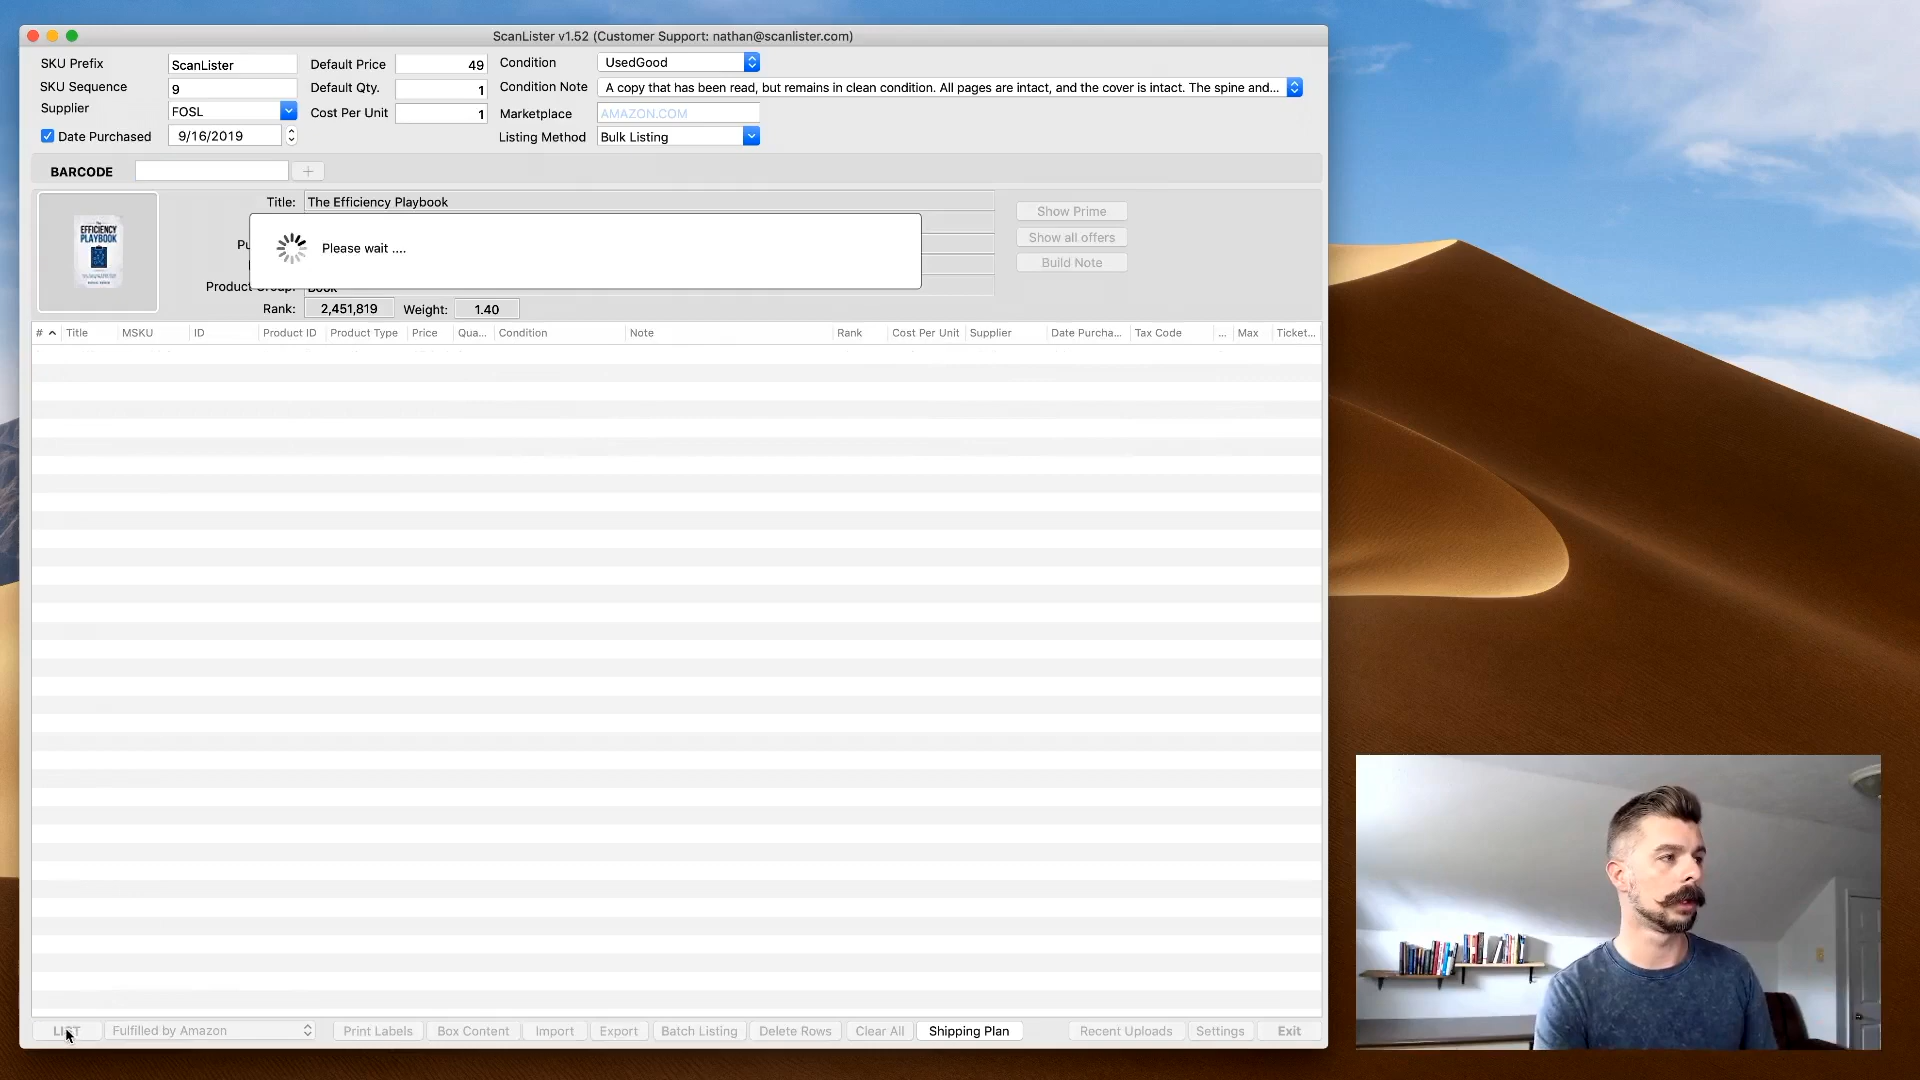 ScanLister v1.52 (Customer Support: nathan@scanlister.com)
SKU Prefix ScanLister Default Price 49 Condition UsedGood
SKU Sequence 9 Default Qty. 1 Condition Note A copy that has been read, but remains in clean condition. All pages are intact, and the cover is intact. The spine and...
Supplier FOSL Cost Per Unit 1 Marketplace AMAZON.COM
Date Purchased 9/16/2019 Listing Method Bulk Listing
BARCODE +
Title: The Efficiency Playbook
Show Prime
EFFICIENCY
PLAYBOOK
Please wait ....
Show all offers
Build Note
Product Group: Book
Rank: 2,451,819 Weight: 1.40
# Title MSKU ID Product ID Product Type Price Qua... Condition Note Rank Cost Per Unit Supplier Date Purcha... Tax Code ... Max Ticket...
LIST Fulfilled by Amazon Print Labels Box Content Import Export Batch Listing Delete Rows Clear All Shipping Plan Recent Uploads Settings Exit